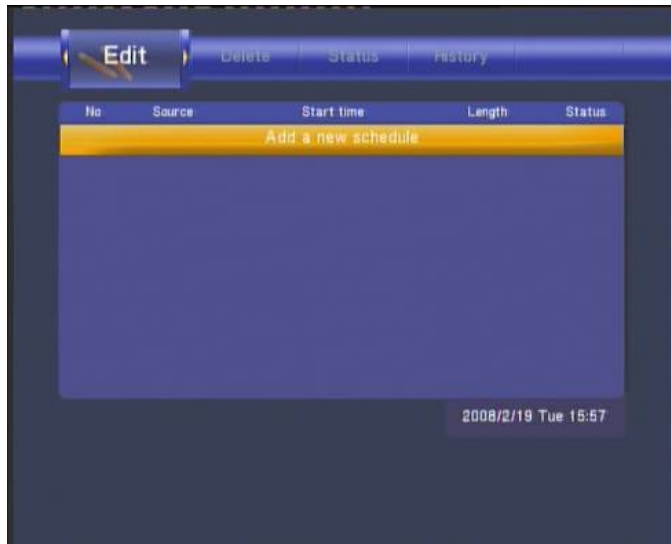 Edit Delete Status History
No Source Start time Length Status
Add a new schedule
2008/2/19 Tue 15:57